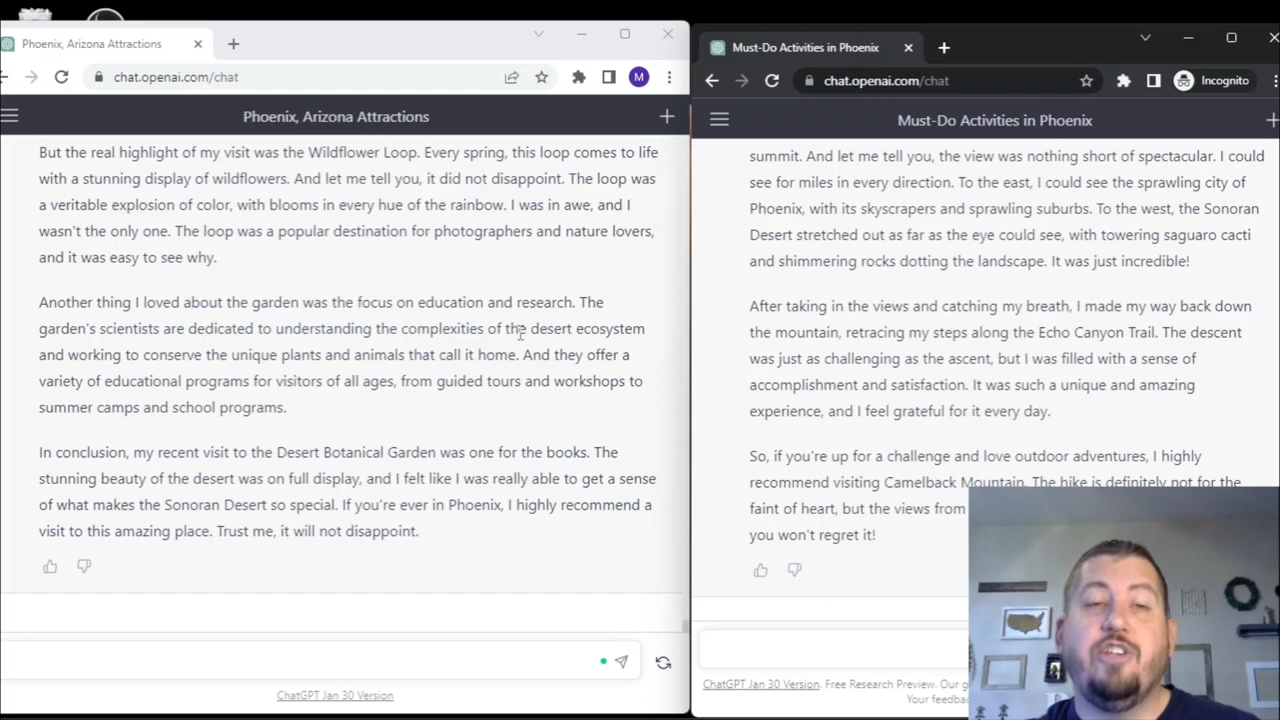 Phoenix, Arizona Attractions
chat.openai.com/chat
M
Phoenix, Arizona Attractions
But the real highlight of my visit was the Wildflower Loop. Every spring, this loop comes to life
with a stunning display of wildflowers. And let me tell you, it did not disappoint. The loop was
a veritable explosion of color, with blooms in every hue of the rainbow. I was in awe, and I
wasn't the only one. The loop was a popular destination for photographers and nature lovers,
and it was easy to see why.
Another thing I loved about the garden was the focus on education and research. The
garden's scientists are dedicated to understanding the complexities of the desert ecosystem
and working to conserve the unique plants and animals that call it home. And they offer a
variety of educational programs for visitors of all ages, from guided tours and workshops to
summer camps and school programs.
In conclusion, my recent visit to the Desert Botanical Garden was one for the books. The
stunning beauty of the desert was on full display, and I felt like I was really able to get a sense
of what makes the Sonoran Desert so special. If you're ever in Phoenix, I highly recommend a
visit to this amazing place. Trust me, it will not disappoint.
ChatGPT Jan 30 Version
Must-Do Activities in Phoenix
chat.openai.com/chat
Incognito
Must-Do Activities in Phoenix
summit. And let me tell you, the view was nothing short of spectacular. I could
see for miles in every direction. To the east, I could see the sprawling city of
Phoenix, with its skyscrapers and sprawling suburbs. To the west, the Sonoran
Desert stretched out as far as the eye could see, with towering saguaro cacti
and shimmering rocks dotting the landscape. It was just incredible!
After taking in the views and catching my breath, I made my way back down
the mountain, retracing my steps along the Echo Canyon Trail. The descent
was just as challenging as the ascent, but I was filled with a sense of
accomplishment and satisfaction. It was such a unique and amazing
experience, and I feel grateful for it every day.
So, if you're up for a challenge and love outdoor adventures, I highly
recommend visiting Camelback Mountain. The hike is definitely not for the
faint of heart, but the views from
you won't regret it!
ChatGPT Jan 30 Version. Free Research Preview. Our g
Your feedba